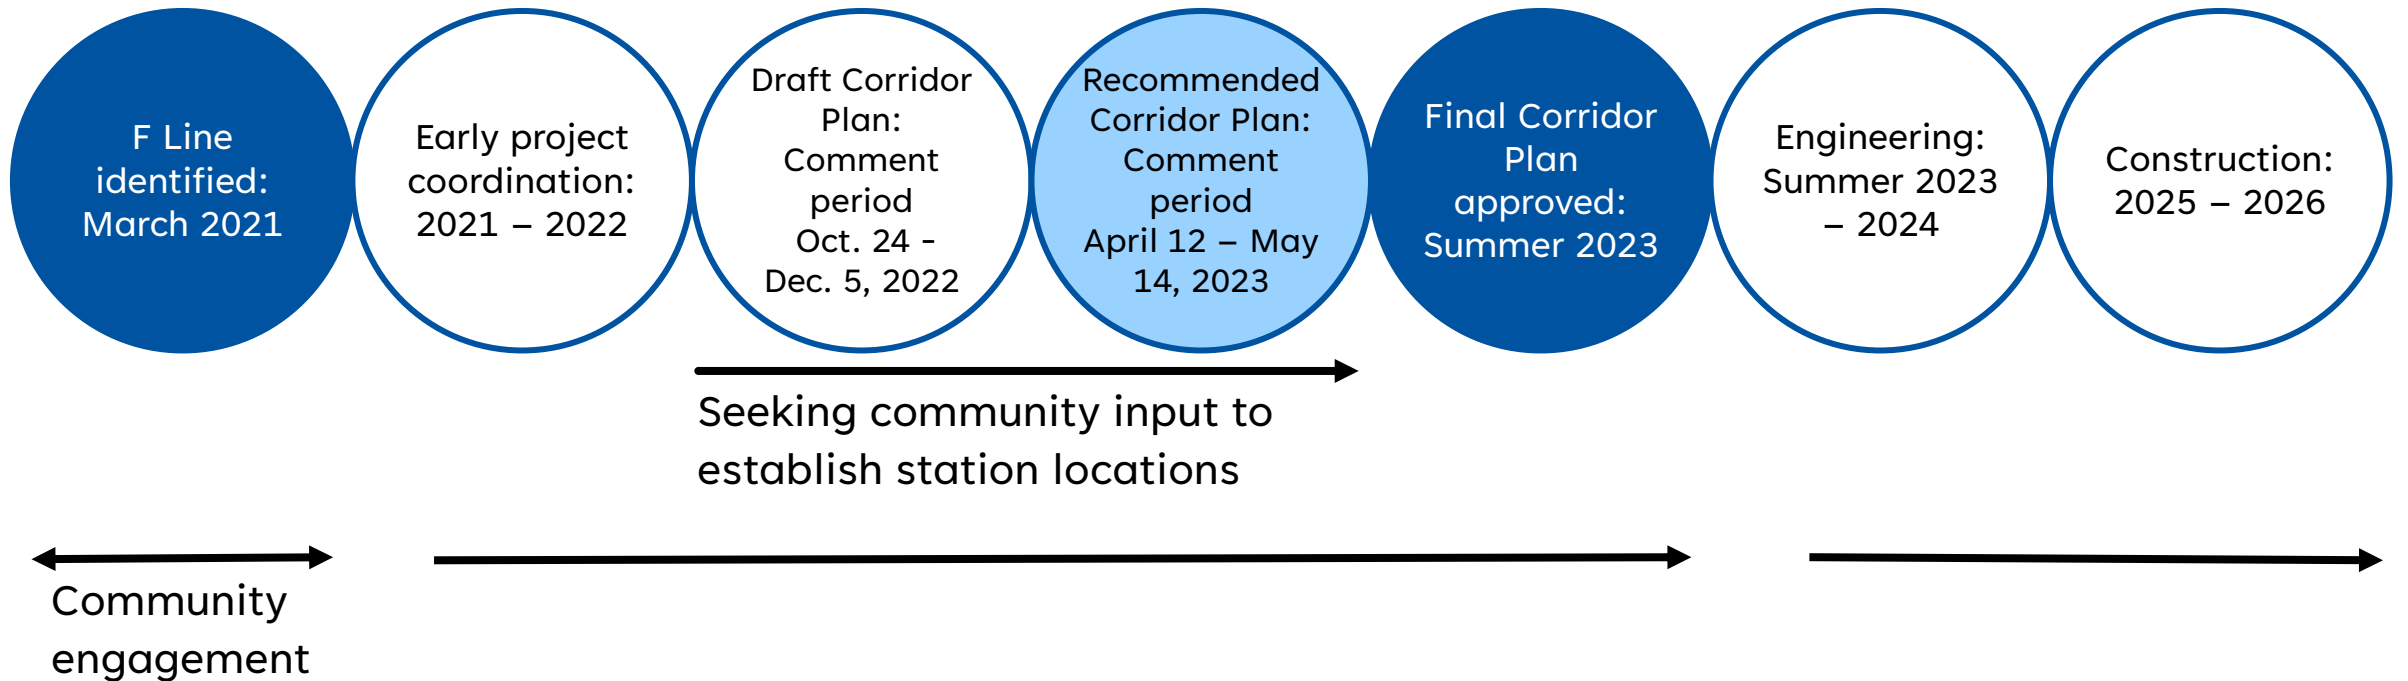 F Line
identified:
March 2021
Early project
coordination:
2021 – 2022
Draft Corridor
Plan:
Comment
period
Oct. 24 -
Dec. 5, 2022
Recommended
Corridor Plan:
Comment
period
April 12 – May
14, 2023
Final Corridor
Plan
approved:
Summer 2023
Engineering:
Summer 2023
– 2024
Construction:
2025 – 2026
Seeking community input to
establish station locations
Community
engagement